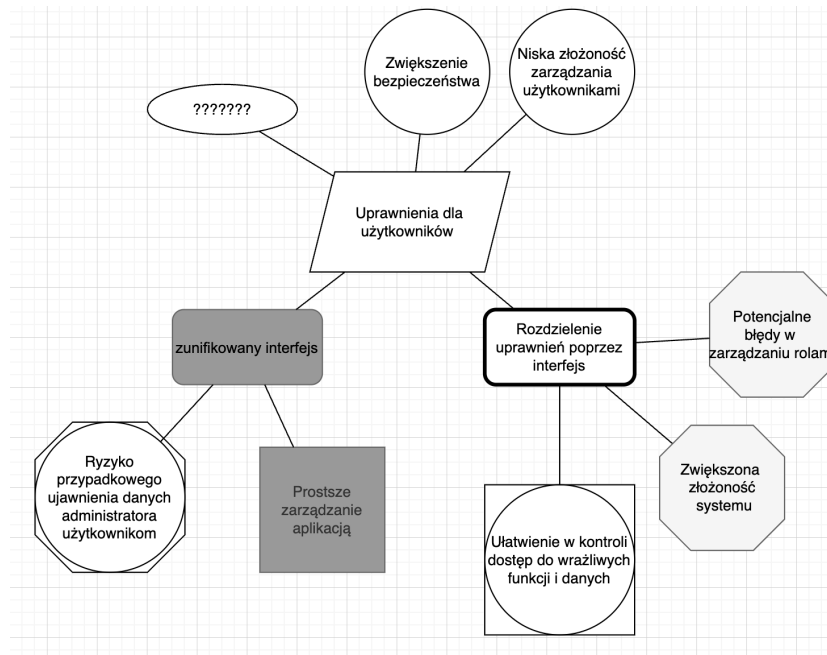 Zwiększenie
bezpieczeństwa
Niska złożoność
zarządzania
użytkownikami
???????
Uprawnienia dla
użytkowników
zunifikowany interfejs
Rozdzielenie
uprawnień poprzez
interfejs
Potencjalne
błędy w
zarządzaniu rolam
Ryzyko
przypadkowego
ujawnienia danych
administratora
użytkownikom
Prostsze
zarządzanie
aplikacją
Zwiększona
złożoność
systemu
Ułatwienie w kontroli
dostęp do wrażliwych
funkcji i danych